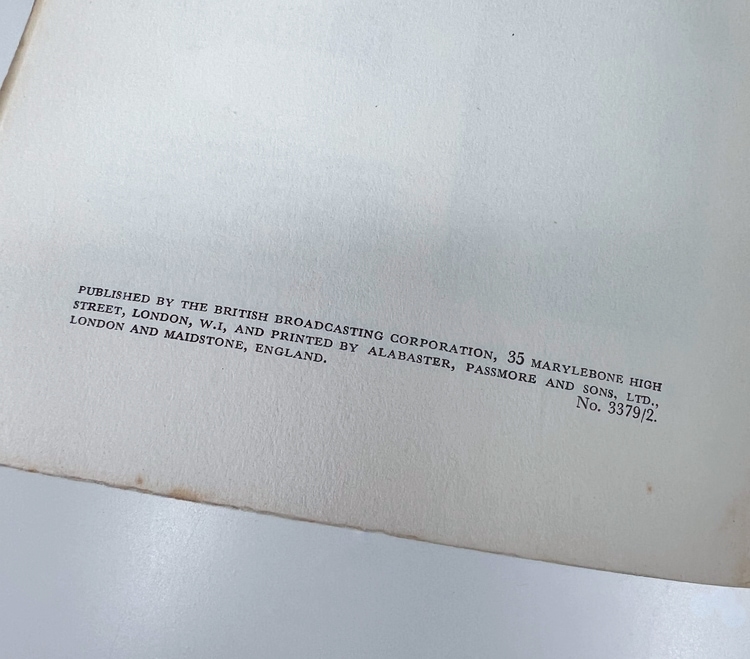 PUBLISHED BY THE BRITISH BROADCASTING CORPORATION, 35 MARYLEBONE HIGH
STREET, LONDON, W.I, AND PRINTED BY ALABASTER, PASSMORE AND SONS, LTD.,
LONDON AND MAIDSTONE, ENGLAND.
No. 3379/2.